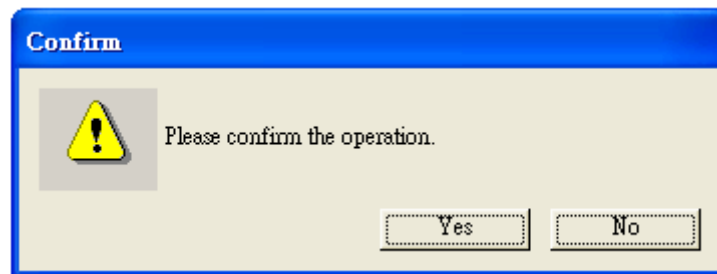 Confirm
Please confirm the operation.
Yes
No